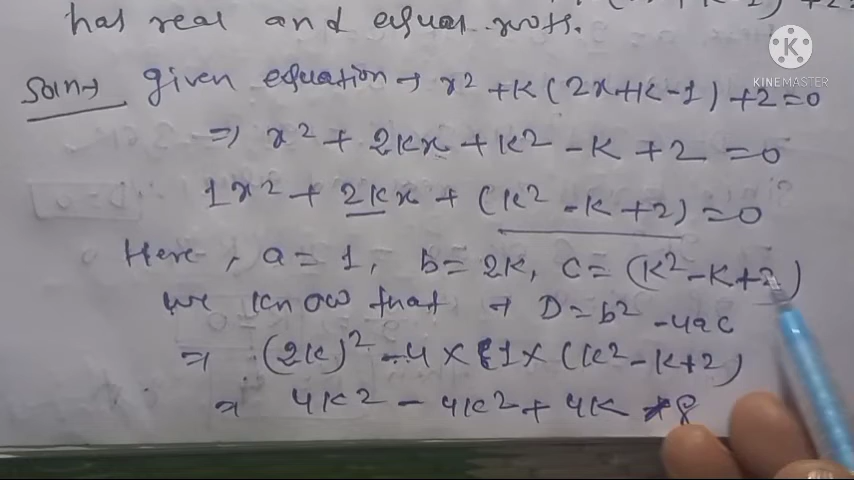 has real and equal roots.
Soln→ given equation → x² + K(2x+K-1) + 2 = 0
⇒ x² + 2Kx + K² - K + 2 = 0
1x² + 2Kx + (K² - K + 2) = 0
Here, a = 1, b = 2K, c = (K² - K + 2)
we know that → D = b² - 4ac
⇒ (2K)² - 4 × 1 × (K² - K + 2)
⇒ 4K² - 4K² + 4K - 8
KINEMASTER